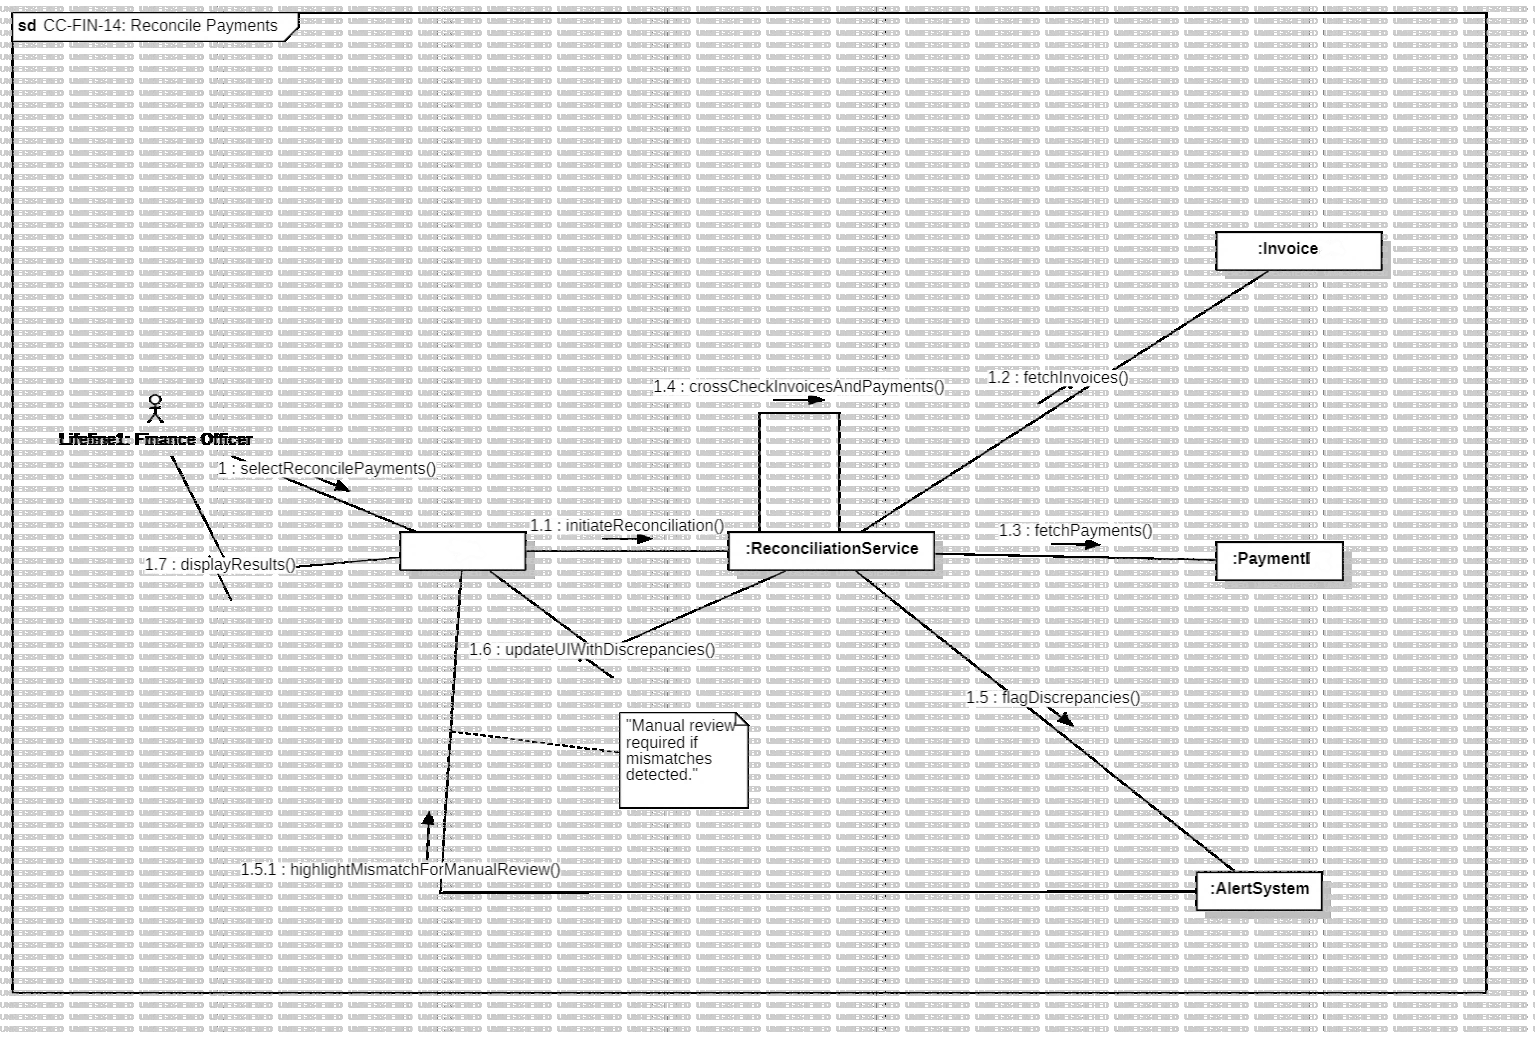 sd CC-FIN-14: Reconcile Payments
:Invoice
1.2 : fetchInvoices()
1.4 : crossCheckInvoicesAndPayments()
Lifeline1: Finance Officer
1 : selectReconcilePayments()
1.1 : initiateReconciliation()
1.3 : fetchPayments()
:ReconciliationService
:Payment
1.7 : displayResults()
1.6 : updateUIWithDiscrepancies()
1.5 : flagDiscrepancies()
"Manual review
required if
mismatches
detected."
1.5.1 : highlightMismatchForManualReview()
:AlertSystem